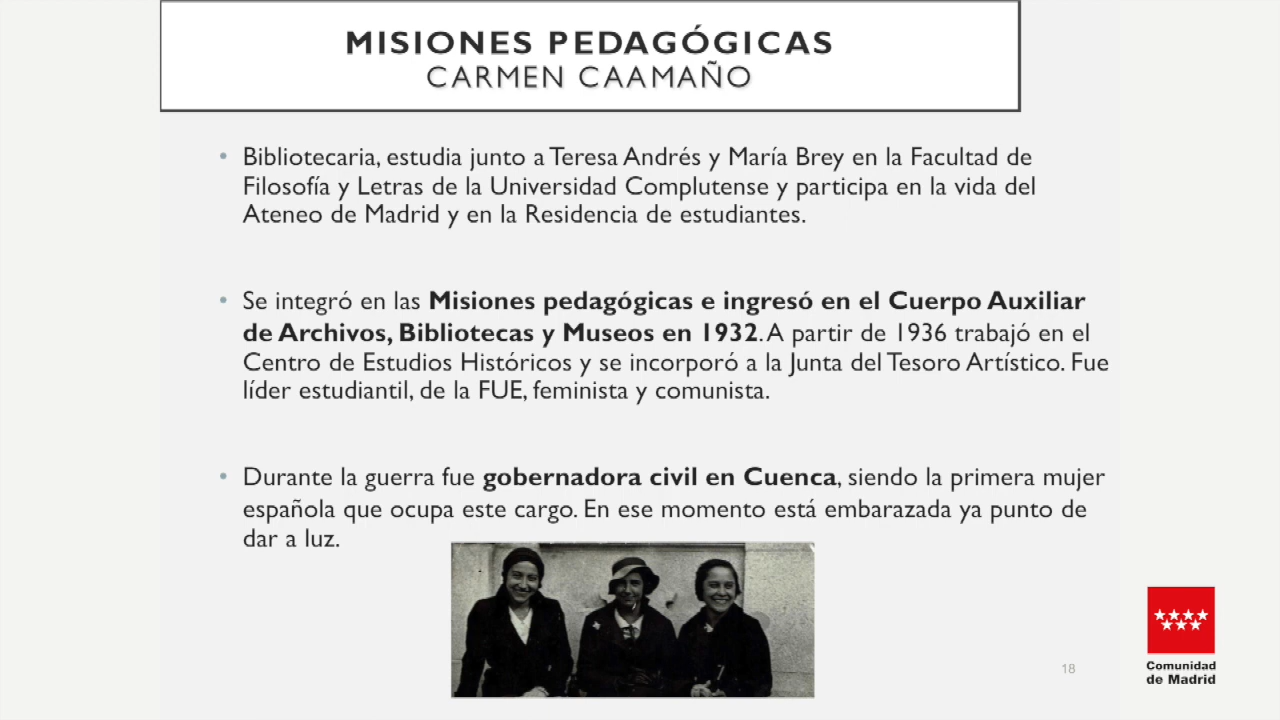 MISIONES PEDAGÓGICAS
CARMEN CAAMAÑO
• Bibliotecaria, estudia junto a Teresa Andrés y María Brey en la Facultad de
Filosofía y Letras de la Universidad Complutense y participa en la vida del
Ateneo de Madrid y en la Residencia de estudiantes.
• Se integró en las Misiones pedagógicas e ingresó en el Cuerpo Auxiliar
de Archivos, Bibliotecas y Museos en 1932. A partir de 1936 trabajó en el
Centro de Estudios Históricos y se incorporó a la Junta del Tesoro Artístico. Fue
líder estudiantil, de la FUE, feminista y comunista.
• Durante la guerra fue gobernadora civil en Cuenca, siendo la primera mujer
española que ocupa este cargo. En ese momento está embarazada ya punto de
dar a luz.
18
Comunidad
de Madrid